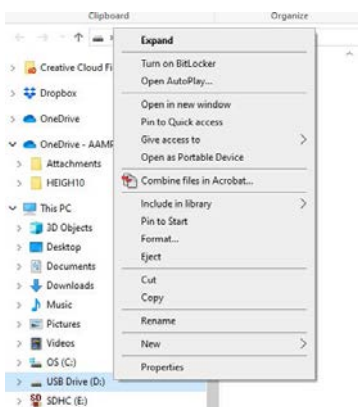 Clipboard
Organize
Creative Cloud Fi
Dropbox
OneDrive
OneDrive - AAMP
Attachments
HEIGH10
This PC
3D Objects
Desktop
Documents
Downloads
Music
Pictures
Videos
OS (C:)
USB Drive (D:)
SDHC (E:)
Expand
Turn on BitLocker
Open AutoPlay...
Open in new window
Pin to Quick access
Give access to
Open as Portable Device
Combine files in Acrobat...
Include in library
Pin to Start
Format...
Eject
Cut
Copy
Rename
New
Properties